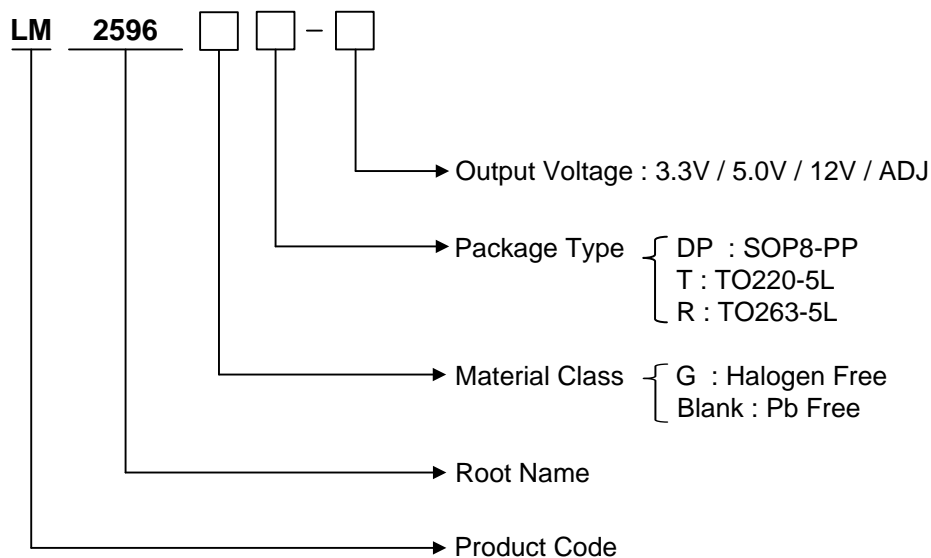 LM 2596 –
Output Voltage : 3.3V / 5.0V / 12V / ADJ
Package Type
DP : SOP8-PP
T : TO220-5L
R : TO263-5L
Material Class
G : Halogen Free
Blank : Pb Free
Root Name
Product Code